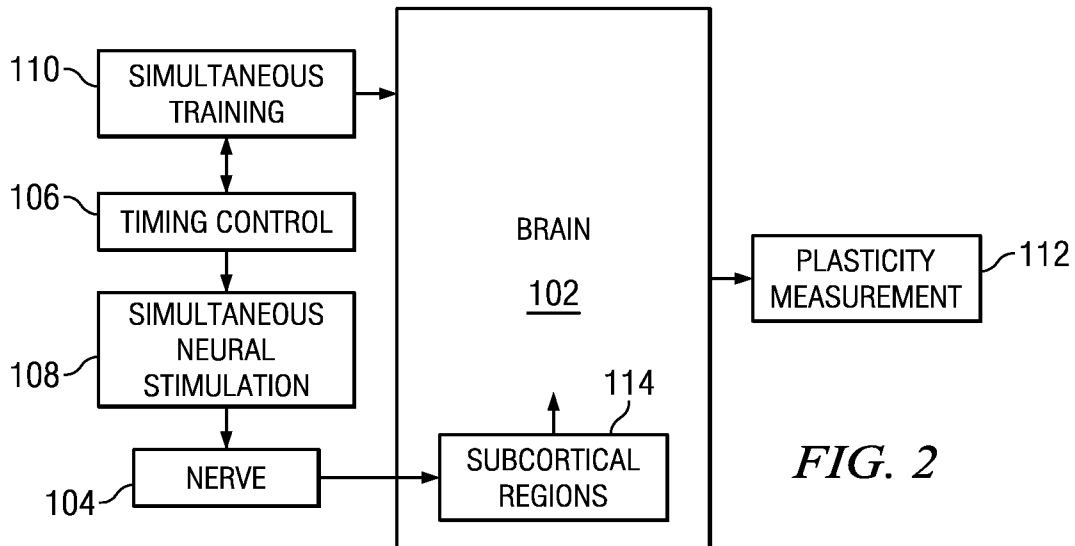 110
SIMULTANEOUS
TRAINING
106
TIMING CONTROL
108
SIMULTANEOUS
NEURAL
STIMULATION
104
NERVE
BRAIN
102
114
SUBCORTICAL
REGIONS
PLASTICITY
MEASUREMENT
112
FIG. 2